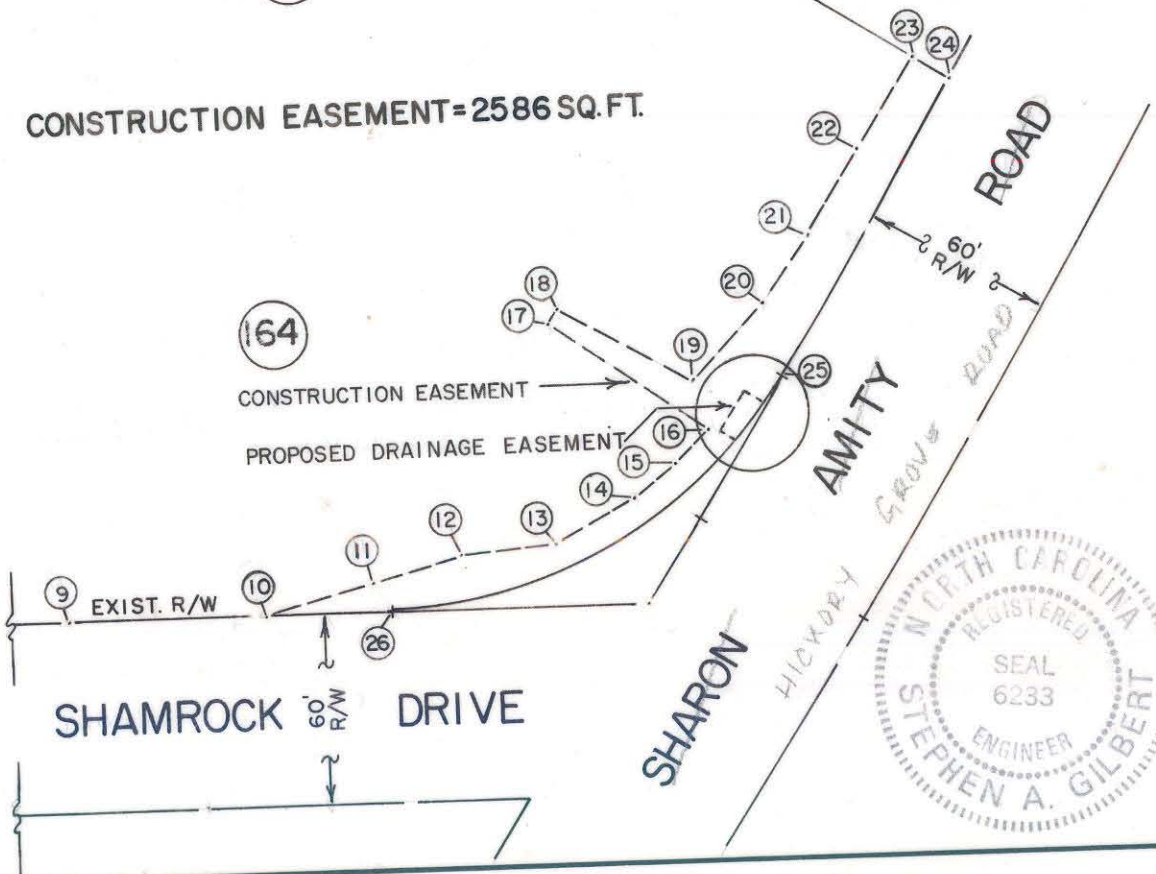 CONSTRUCTION EASEMENT=2586 SQ.FT.
23
24
22
21
20
18
17
19
164
CONSTRUCTION EASEMENT
PROPOSED DRAINAGE EASEMENT
16
15
14
13
12
11
10
9
25
26
EXIST. R/W
60'
R/W
SHAMROCK DRIVE
60'
R/W
SHARON AMITY ROAD
HICKORY GROVE ROAD
NORTH CAROLINA
REGISTERED
SEAL
6233
ENGINEER
STEPHEN A. GILBERT